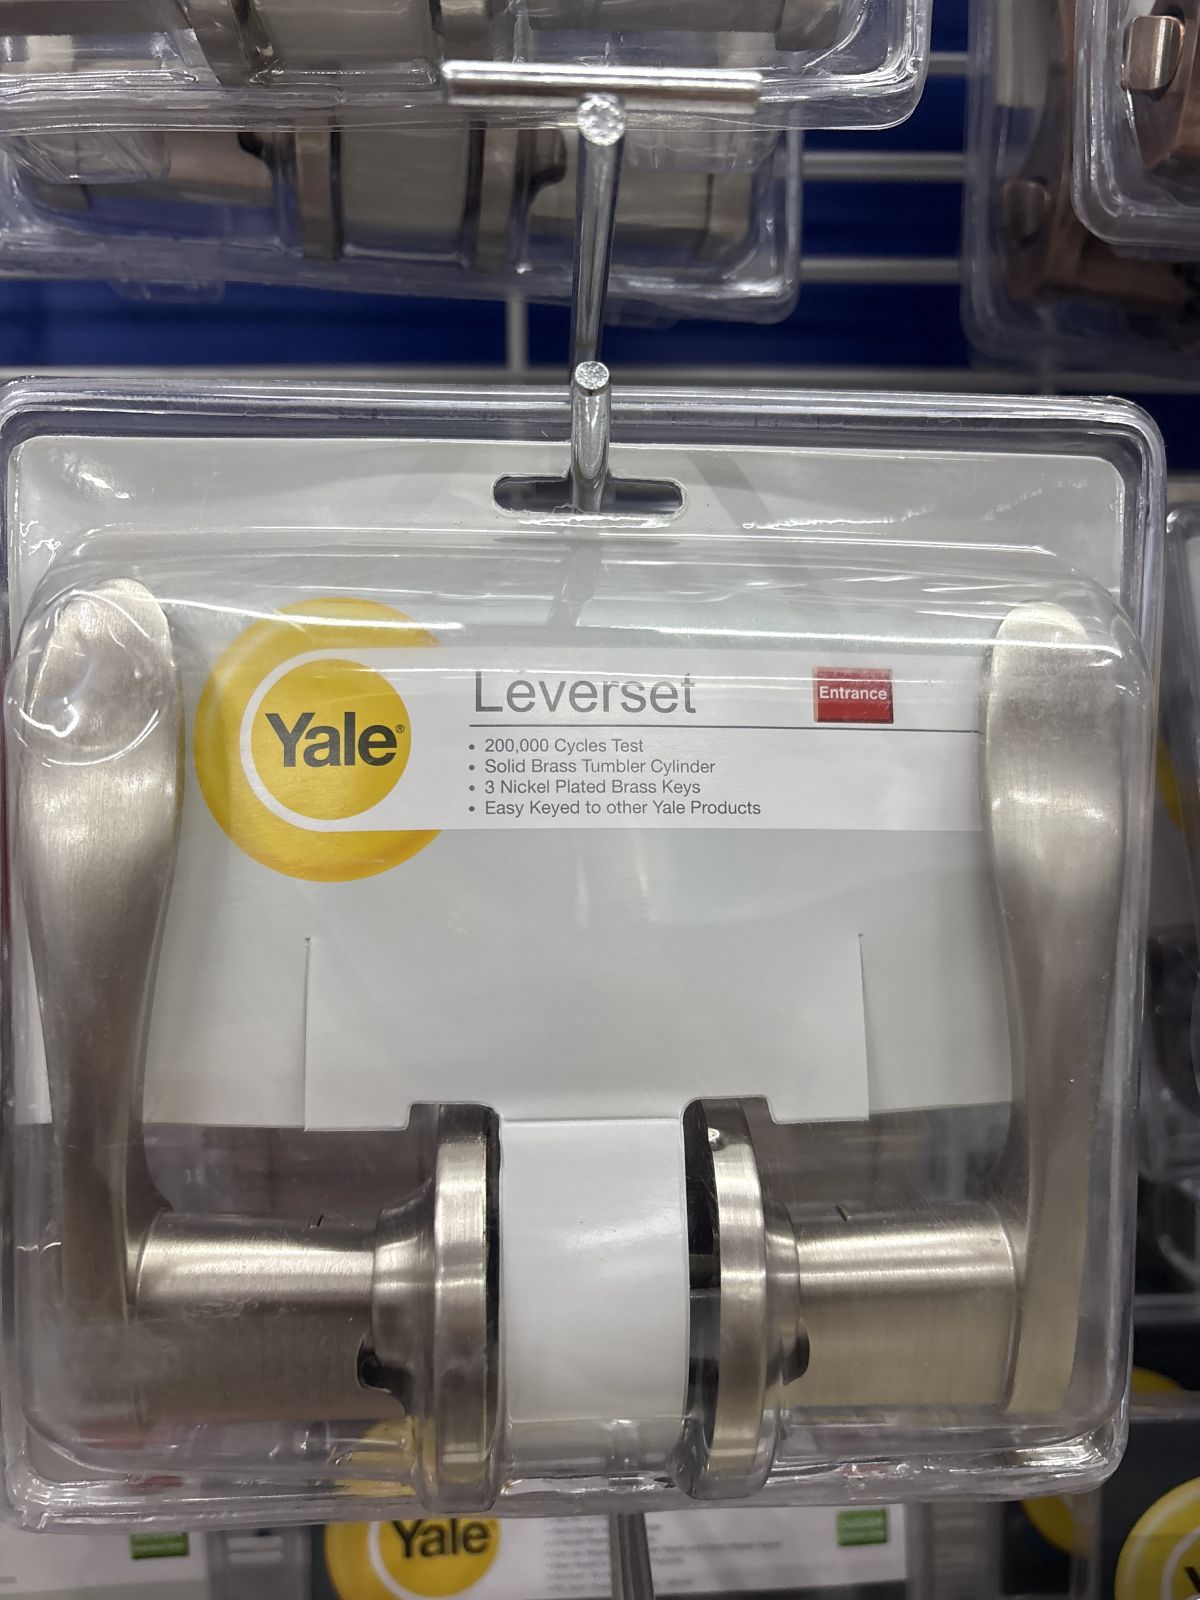 Leverset
Entrance
Yale®
• 200,000 Cycles Test
• Solid Brass Tumbler Cylinder
• 3 Nickel Plated Brass Keys
• Easy Keyed to other Yale Products
Yale